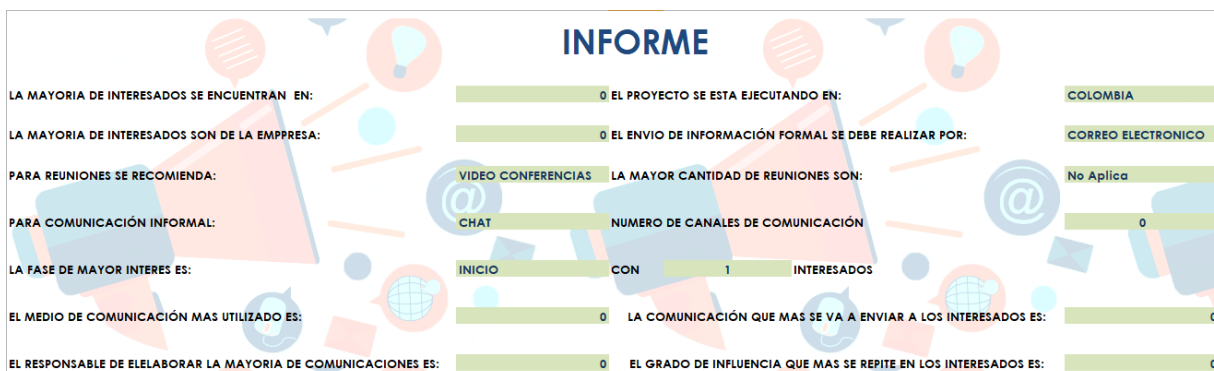 INFORME
LA MAYORIA DE INTERESADOS SE ENCUENTRAN EN: 0 EL PROYECTO SE ESTA EJECUTANDO EN: COLOMBIA
LA MAYORIA DE INTERESADOS SON DE LA EMPPRESA: 0 EL ENVIO DE INFORMACIÓN FORMAL SE DEBE REALIZAR POR: CORREO ELECTRONICO
PARA REUNIONES SE RECOMIENDA: VIDEO CONFERENCIAS LA MAYOR CANTIDAD DE REUNIONES SON: No Aplica
PARA COMUNICACIÓN INFORMAL: CHAT NUMERO DE CANALES DE COMUNICACIÓN 0
LA FASE DE MAYOR INTERES ES: INICIO CON 1 INTERESADOS
EL MEDIO DE COMUNICACIÓN MAS UTILIZADO ES: 0 LA COMUNICACIÓN QUE MAS SE VA A ENVIAR A LOS INTERESADOS ES: 0
EL RESPONSABLE DE ELELABORAR LA MAYORIA DE COMUNICACIONES ES: 0 EL GRADO DE INFLUENCIA QUE MAS SE REPITE EN LOS INTERESADOS ES: 0